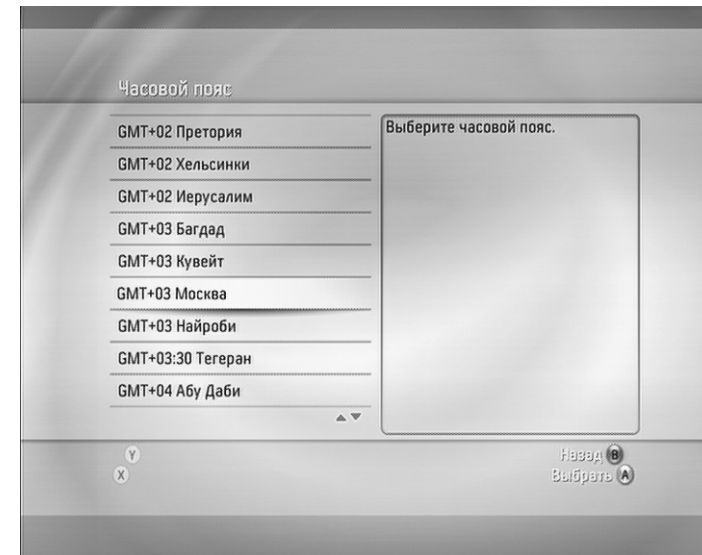 Часовой пояс
GMT+02 Претория
GMT+02 Хельсинки
GMT+02 Иерусалим
GMT+03 Багдад
GMT+03 Кувейт
GMT+03 Москва
GMT+03 Найроби
GMT+03:30 Тегеран
GMT+04 Абу Даби
Выберите часовой пояс.
Y
X
Назад B
Выбрать A